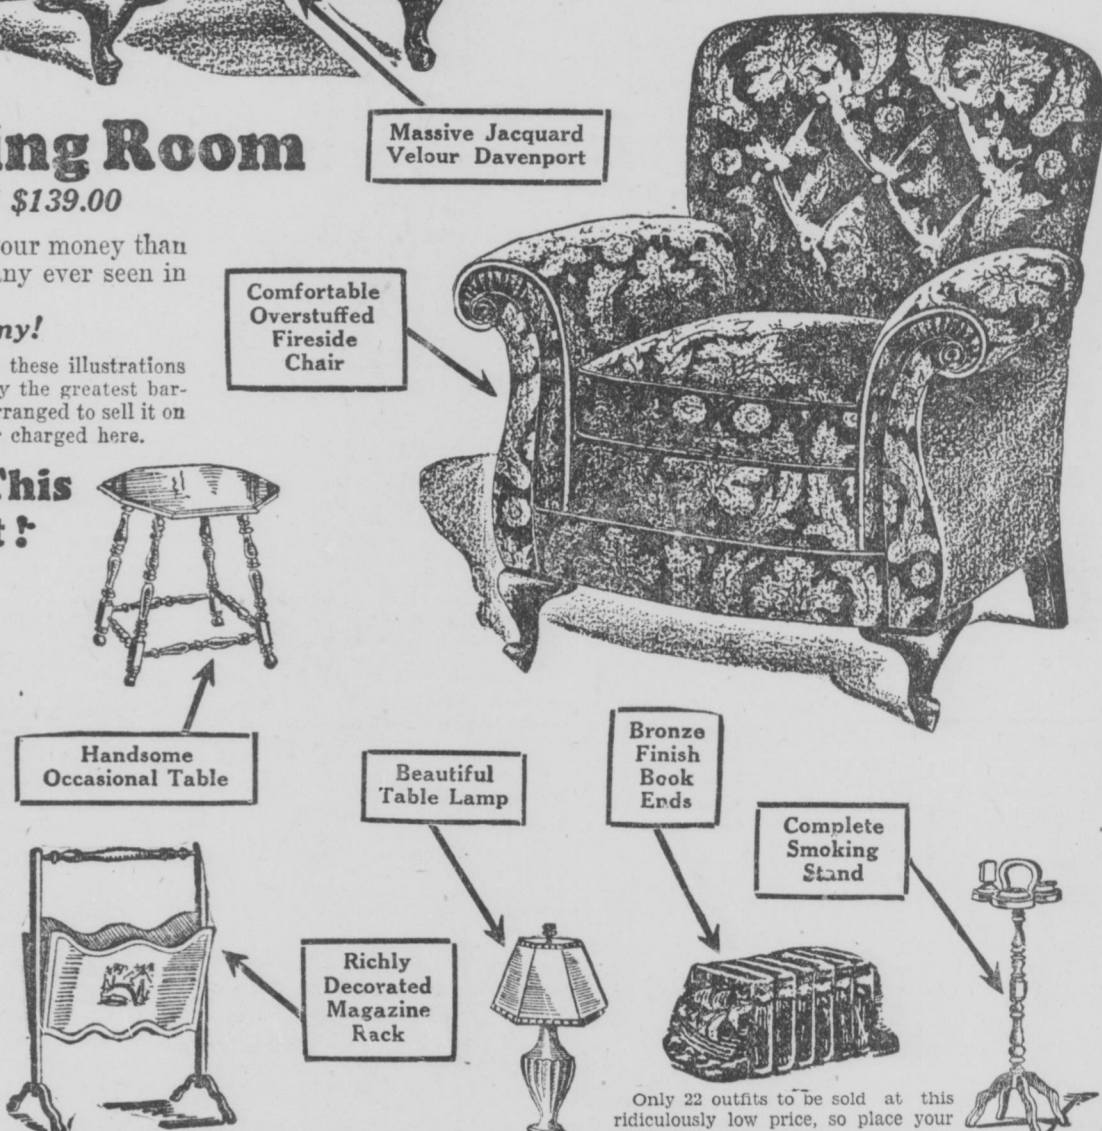 Massive Jacquard
Velour Davenport
ing Room
$139.00
our money than
ny ever seen in
ny!
these illustrations
y the greatest bar-
rranged to sell it on
charged here.
This
t!
Comfortable
Overstuffed
Fireside
Chair
Handsome
Occasional Table
Beautiful
Table Lamp
Bronze
Finish
Book
Ends
Complete
Smoking
Stand
Richly
Decorated
Magazine
Rack
Only 22 outfits to be sold at this
ridiculously low price, so place your